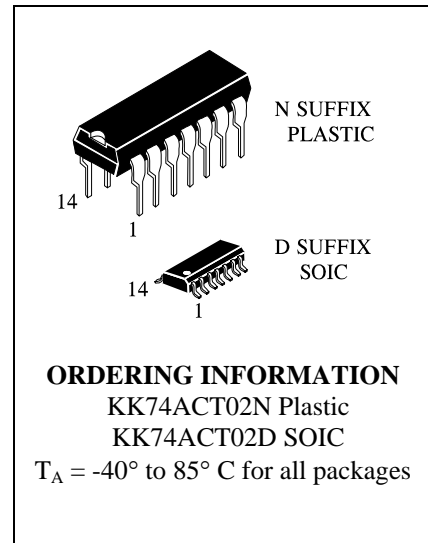 N SUFFIX
PLASTIC
14
1
D SUFFIX
SOIC
14
1
ORDERING INFORMATION
KK74ACT02N Plastic
KK74ACT02D SOIC
TA = -40° to 85° C for all packages